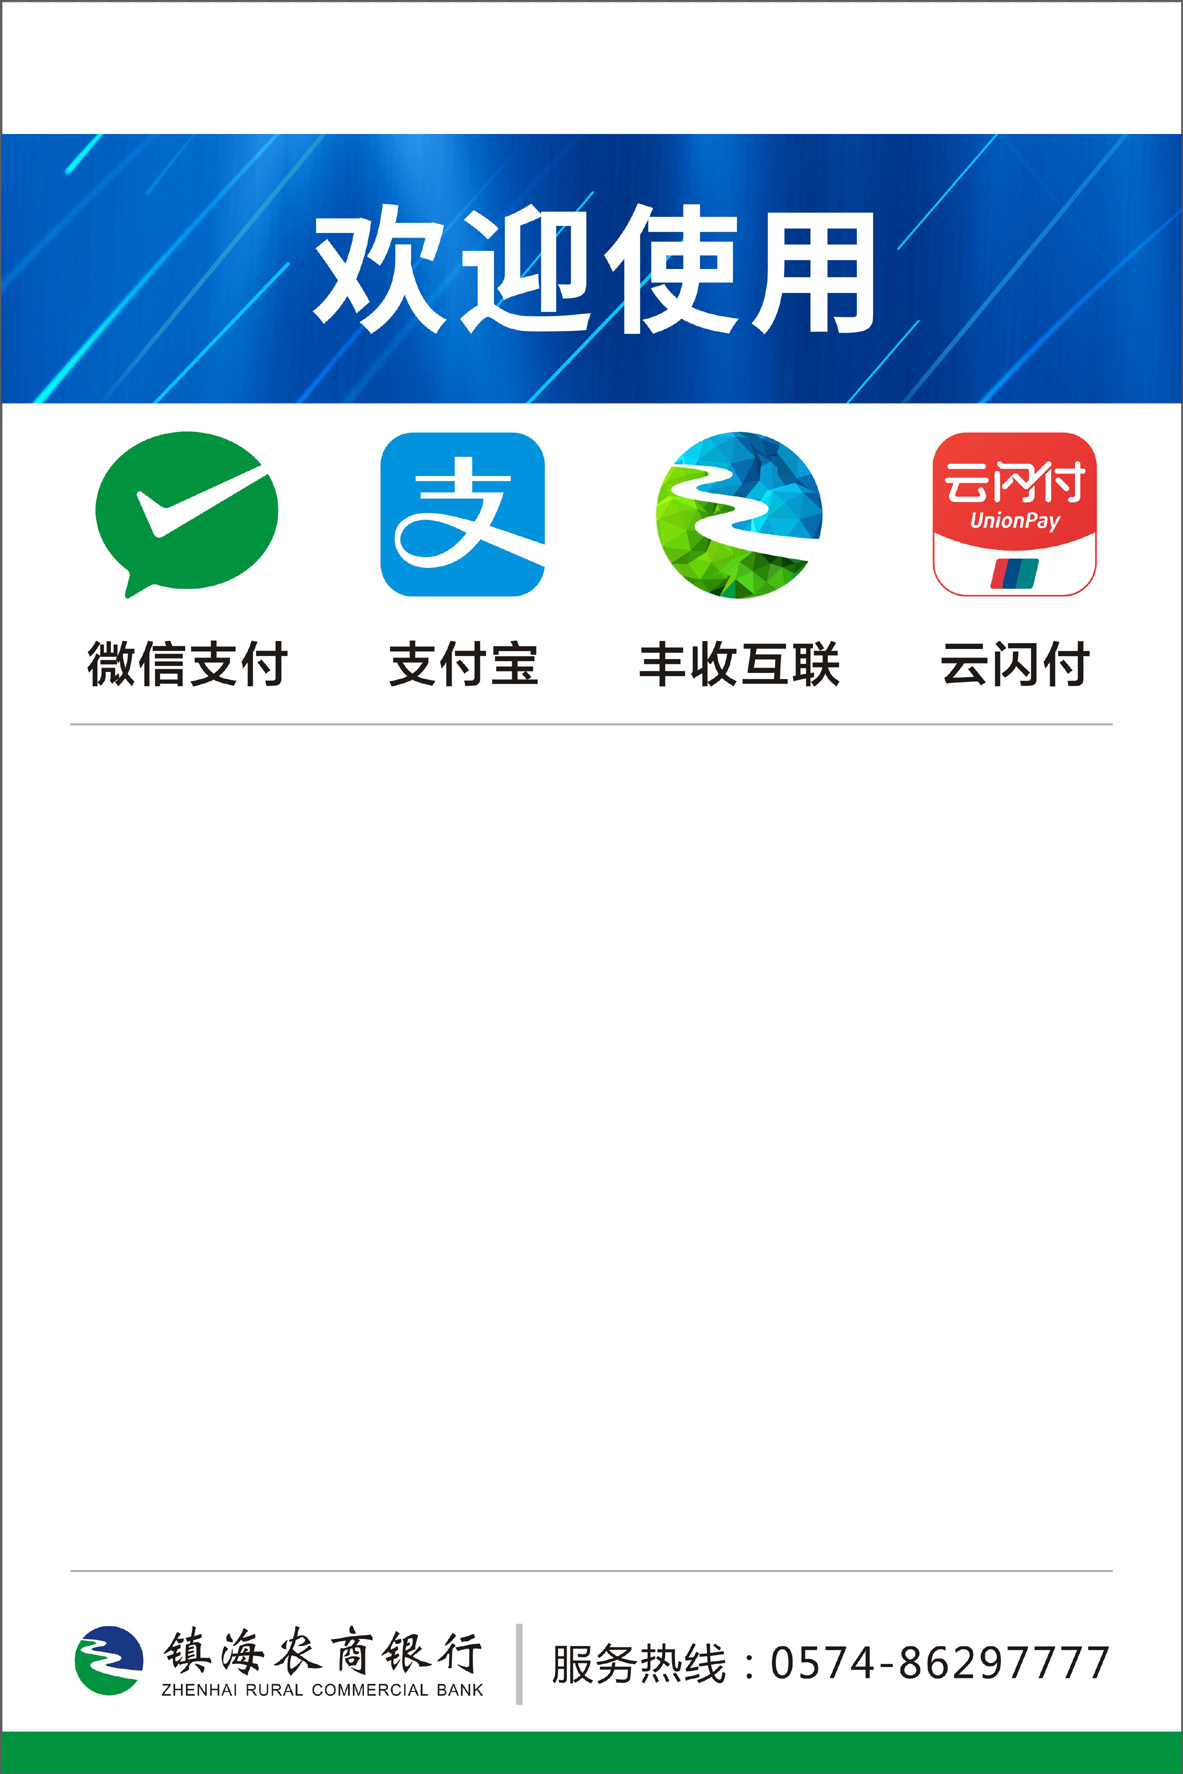 欢迎使用
支
云闪付
UnionPay
微信支付 支付宝 丰收互联 云闪付
镇海农商银行
ZHENHAI RURAL COMMERCIAL BANK
服务热线：0574-86297777